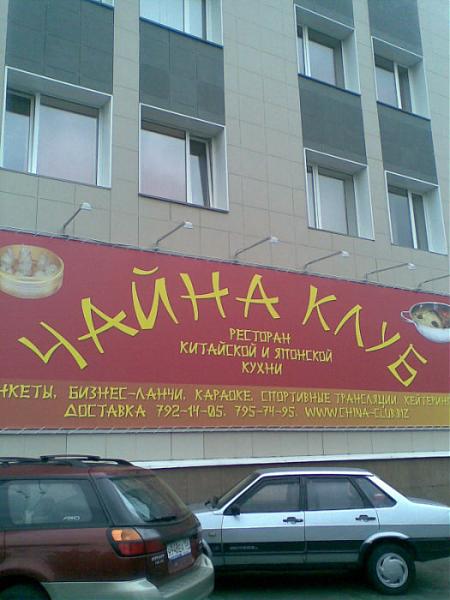 ЧАЙНА КЛУБ
РЕСТОРАН
КИТАЙСКОЙ И ЯПОНСКОЙ
КУХНИ
НКЕТЫ, БИЗНЕС-ЛАНЧИ, КАРАОКЕ, СПОРТИВНЫЕ ТРАНСЛЯЦИИ, КЕЙТЕРИН
ДОСТАВКА 792-14-05, 795-74-95, WWW.CHINA-CLUB.BIZ